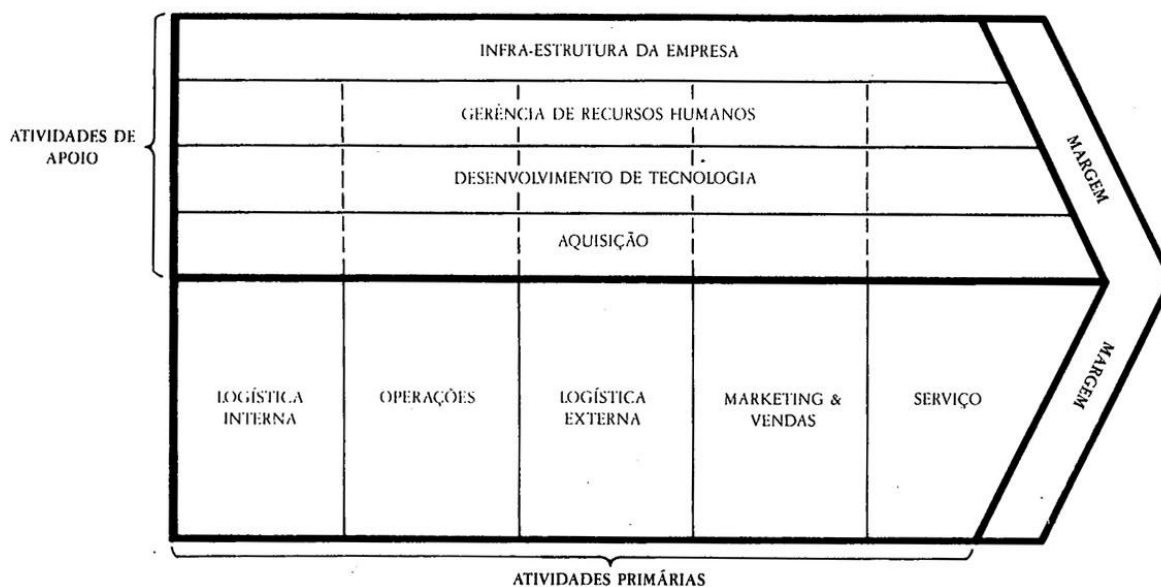 INFRA-ESTRUTURA DA EMPRESA
GERÊNCIA DE RECURSOS HUMANOS
ATIVIDADES DE
APOIO
DESENVOLVIMENTO DE TECNOLOGIA
AQUISIÇÃO
MARGEM
LOGÍSTICA
INTERNA
OPERAÇÕES
LOGÍSTICA
EXTERNA
MARKETING &
VENDAS
SERVIÇO
MARGEM
ATIVIDADES PRIMÁRIAS